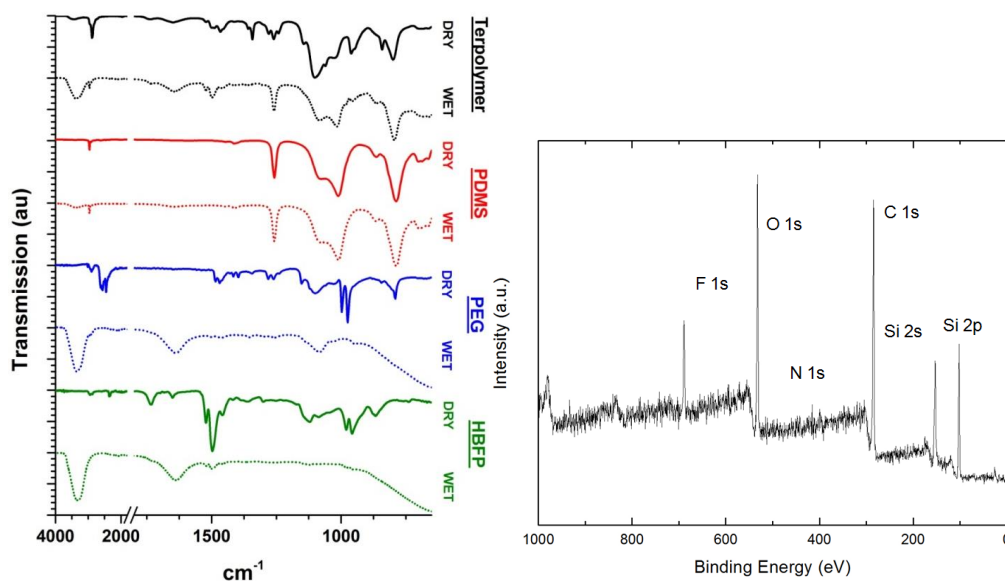 Transmission (au)
DRY
WET
Terpolymer
DRY
WET
PDMS
DRY
WET
PEG
DRY
WET
HBFP
4000 2000 1500 1000
cm-1
Intensity (a.u.)
O 1s
C 1s
F 1s
Si 2s
Si 2p
N 1s
1000 800 600 400 200 0
Binding Energy (eV)